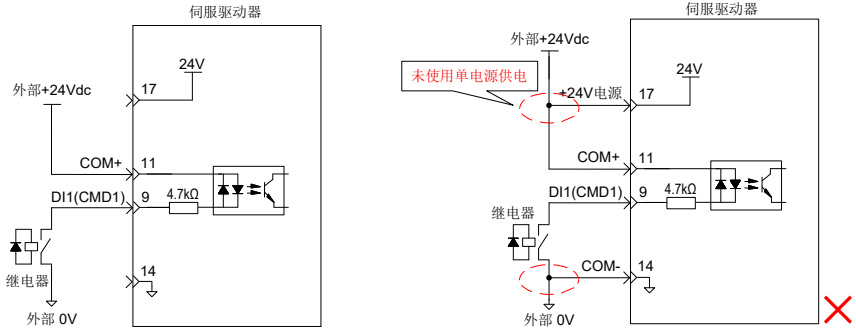 伺服驱动器
外部+24Vdc
24V
17
COM+
11
DI1(CMD1)
9
4.7kΩ
继电器
14
外部 0V
伺服驱动器
外部+24Vdc
未使用单电源供电
+24V电源
17
24V
COM+
11
DI1(CMD1)
9
4.7kΩ
继电器
COM-
14
外部 0V